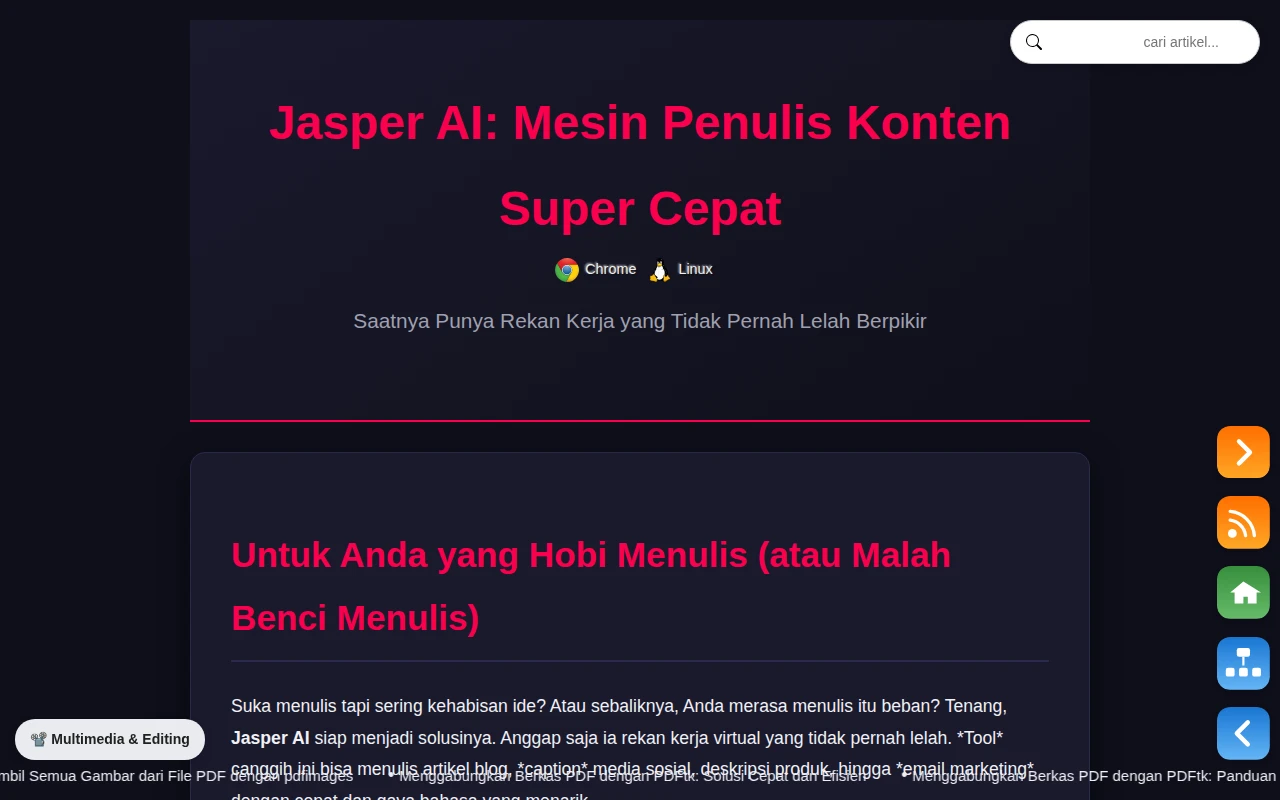 cari artikel...
Jasper AI: Mesin Penulis Konten
Super Cepat
Chrome Linux
Saatnya Punya Rekan Kerja yang Tidak Pernah Lelah Berpikir
Untuk Anda yang Hobi Menulis (atau Malah
Benci Menulis)
Suka menulis tapi sering kehabisan ide? Atau sebaliknya, Anda merasa menulis itu beban? Tenang,
Jasper AI siap menjadi solusinya. Anggap saja ia rekan kerja virtual yang tidak pernah lelah. *Tool*
canggih ini bisa menulis artikel blog, *caption* media sosial, deskripsi produk, hingga *email marketing*
dengan cepat dan gaya bahasa yang menarik.
Multimedia & Editing
mbil Semua Gambar dari File PDF dengan pdfimages • Menggabungkan Berkas PDF dengan PDFtk: Solusi Cepat dan Efisien • Menggabungkan Berkas PDF dengan PDFtk: Panduan